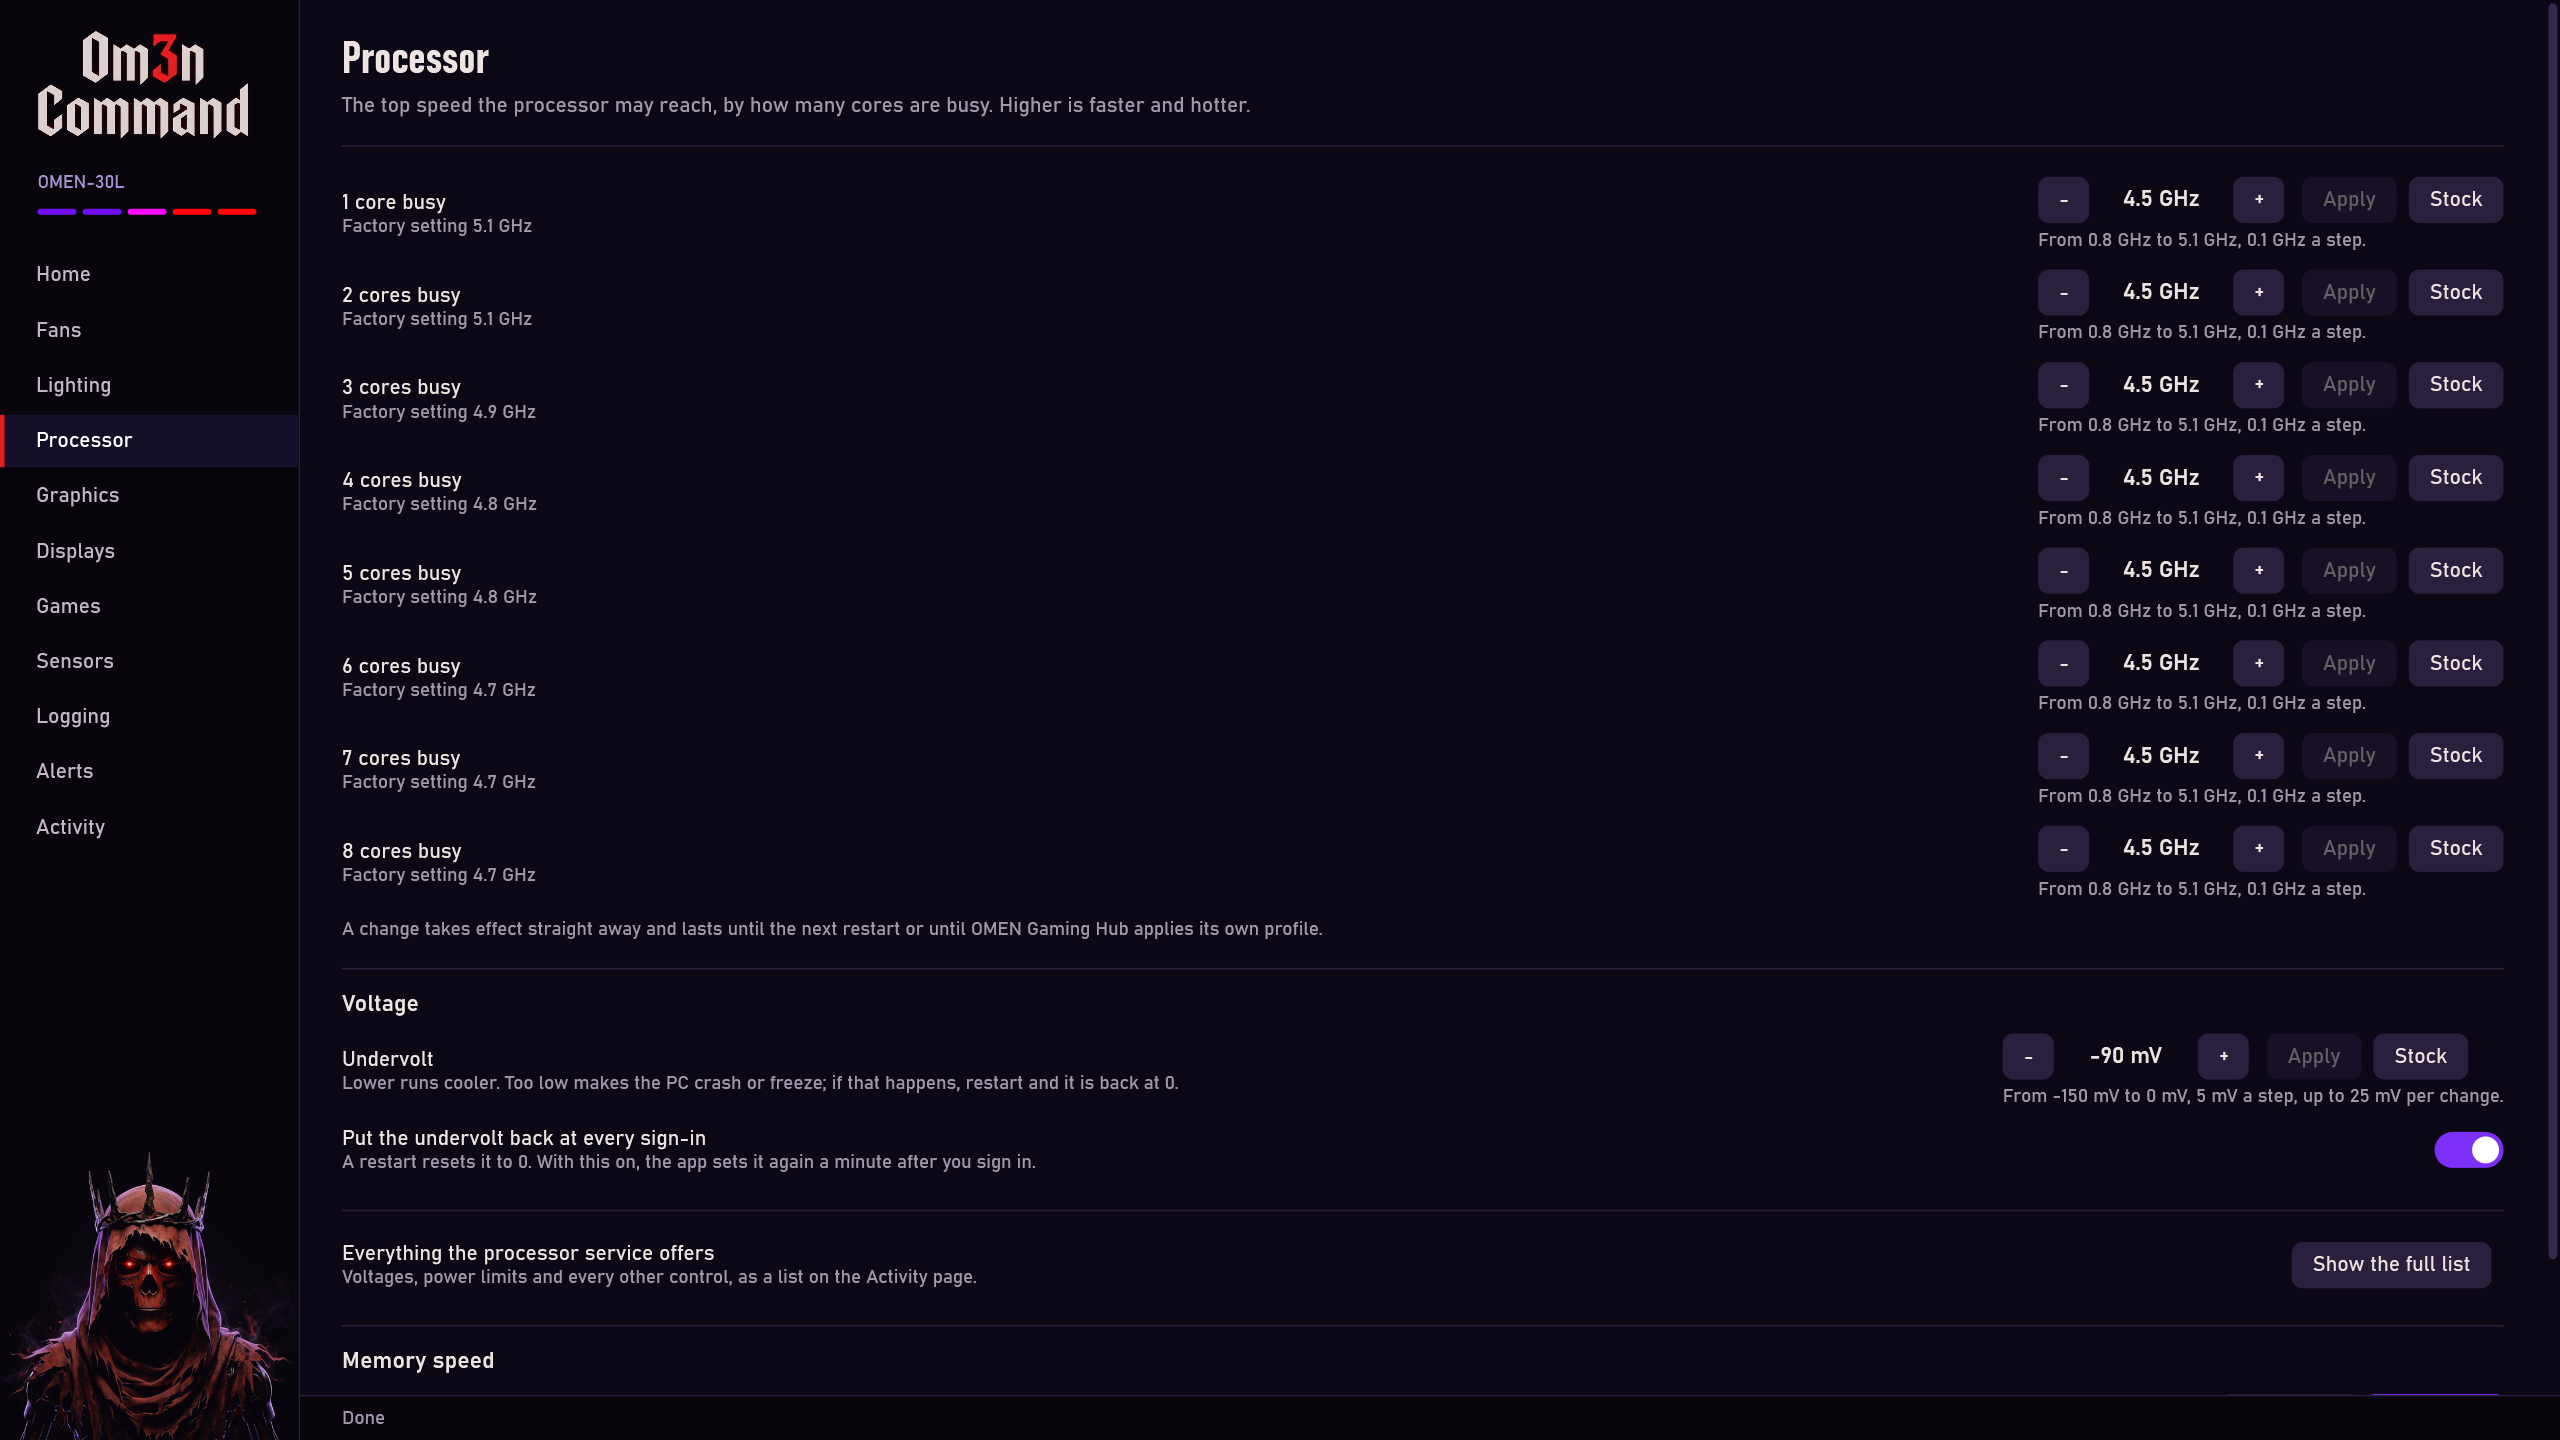 Om3n
Command
OMEN-30L
Home
Fans
Lighting
Processor
Graphics
Displays
Games
Sensors
Logging
Alerts
Activity
Processor
The top speed the processor may reach, by how many cores are busy. Higher is faster and hotter.
1 core busy
Factory setting 5.1 GHz
- 4.5 GHz + Apply Stock
From 0.8 GHz to 5.1 GHz, 0.1 GHz a step.
2 cores busy
Factory setting 5.1 GHz
- 4.5 GHz + Apply Stock
From 0.8 GHz to 5.1 GHz, 0.1 GHz a step.
3 cores busy
Factory setting 4.9 GHz
- 4.5 GHz + Apply Stock
From 0.8 GHz to 5.1 GHz, 0.1 GHz a step.
4 cores busy
Factory setting 4.8 GHz
- 4.5 GHz + Apply Stock
From 0.8 GHz to 5.1 GHz, 0.1 GHz a step.
5 cores busy
Factory setting 4.8 GHz
- 4.5 GHz + Apply Stock
From 0.8 GHz to 5.1 GHz, 0.1 GHz a step.
6 cores busy
Factory setting 4.7 GHz
- 4.5 GHz + Apply Stock
From 0.8 GHz to 5.1 GHz, 0.1 GHz a step.
7 cores busy
Factory setting 4.7 GHz
- 4.5 GHz + Apply Stock
From 0.8 GHz to 5.1 GHz, 0.1 GHz a step.
8 cores busy
Factory setting 4.7 GHz
- 4.5 GHz + Apply Stock
From 0.8 GHz to 5.1 GHz, 0.1 GHz a step.
A change takes effect straight away and lasts until the next restart or until OMEN Gaming Hub applies its own profile.
Voltage
Undervolt
Lower runs cooler. Too low makes the PC crash or freeze; if that happens, restart and it is back at 0.
- -90 mV + Apply Stock
From -150 mV to 0 mV, 5 mV a step, up to 25 mV per change.
Put the undervolt back at every sign-in
A restart resets it to 0. With this on, the app sets it again a minute after you sign in.
Everything the processor service offers
Voltages, power limits and every other control, as a list on the Activity page.
Show the full list
Memory speed
Done